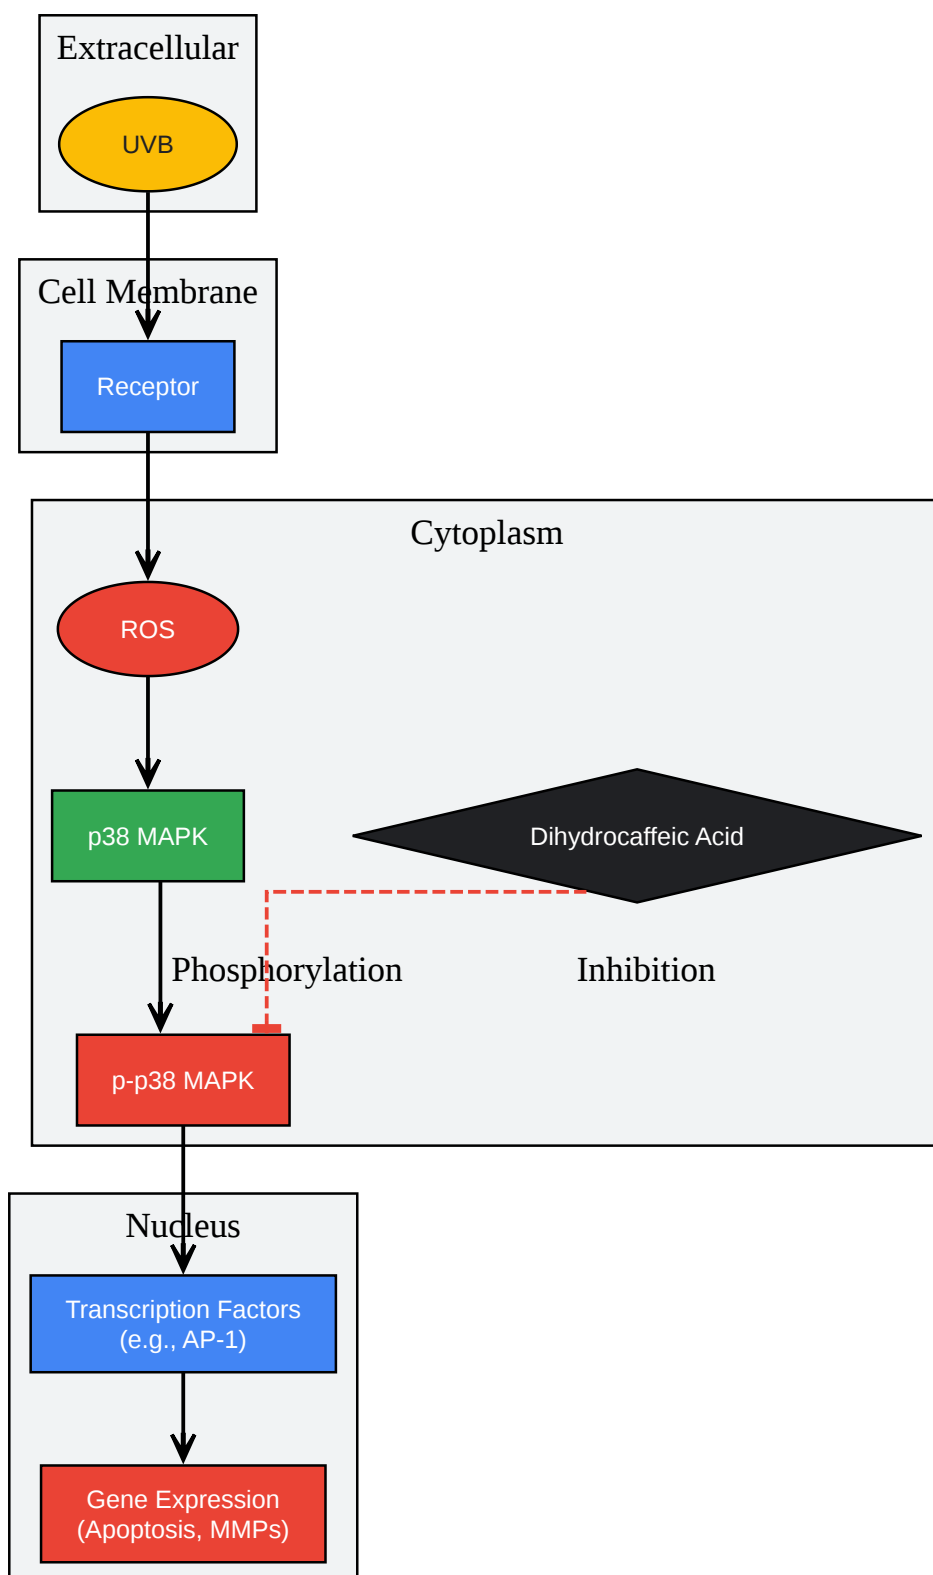 Extracellular
UVB
Cell Membrane
Receptor
Cytoplasm
ROS
p38 MAPK
Dihydrocaffeic Acid
Phosphorylation
Inhibition
p-p38 MAPK
Nucleus
Transcription Factors
(e.g., AP-1)
Gene Expression
(Apoptosis, MMPs)